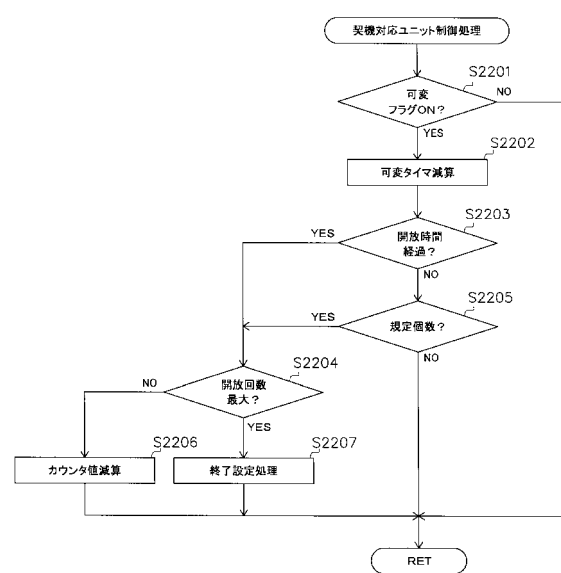 契機対応ユニット制御処理
S2201
可変
フラグON?
NO
YES
S2202
可変タイマ減算
S2203
開放時間
経過?
YES
NO
S2205
規定個数?
YES
NO
S2204
開放回数
最大?
NO
YES
S2206
カウンタ値減算
S2207
終了設定処理
RET